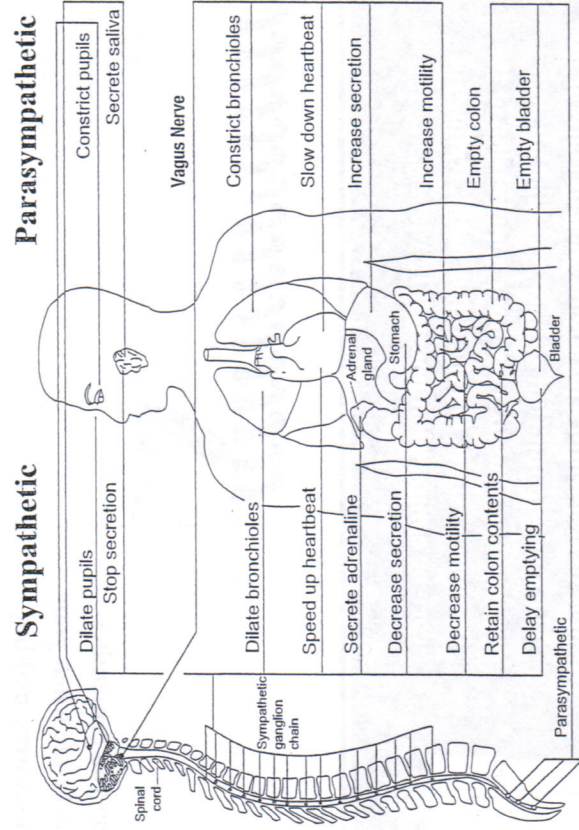 Sympathetic
Parasympathetic
Dilate pupils
Stop secretion
Dilate bronchioles
Speed up heartbeat
Secrete adrenaline
Decrease secretion
Decrease motility
Retain colon contents
Delay emptying
Constrict pupils
Secrete saliva
Vagus Nerve
Constrict bronchioles
Slow down heartbeat
Increase secretion
Increase motility
Empty colon
Empty bladder
Adrenal
gland
Stomach
Bladder
Spinal
cord
Sympathetic
ganglion
chain
Parasympathetic